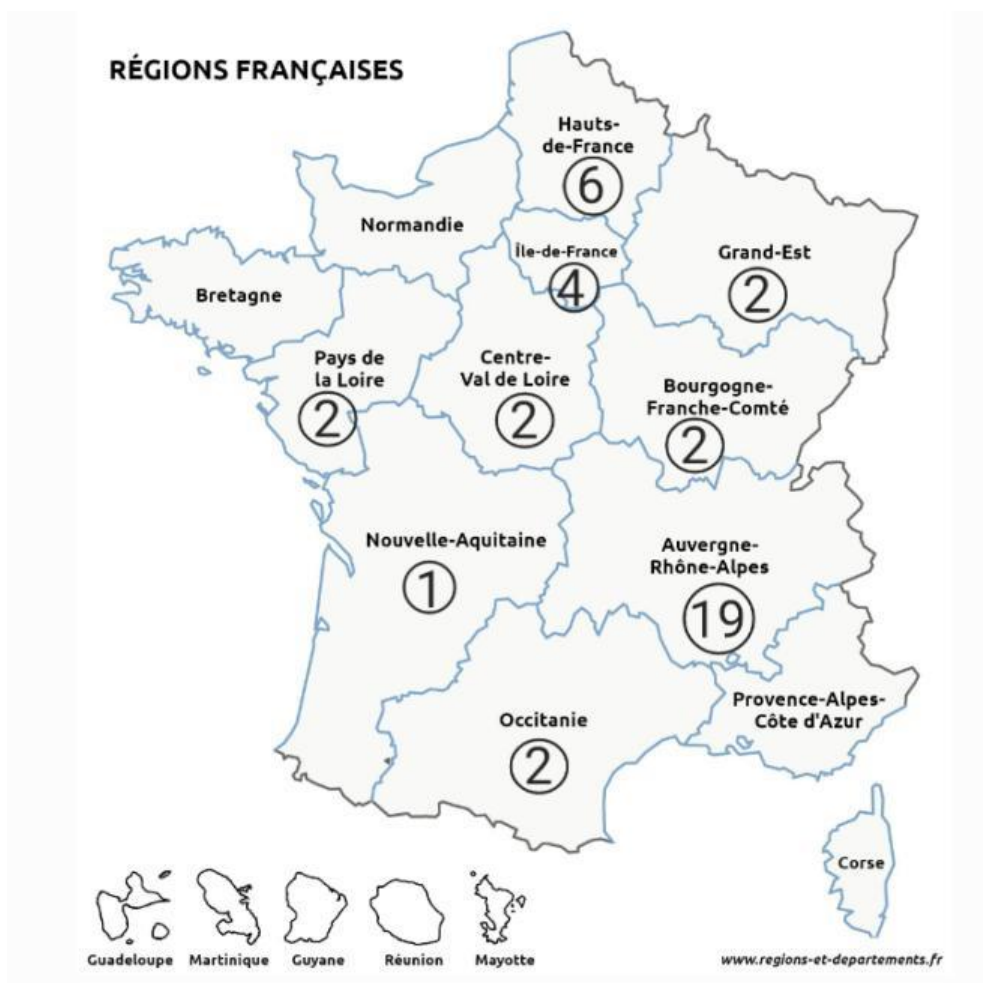 RÉGIONS FRANÇAISES
Hauts-
de-France
6
Normandie
Île-de-France
4
Grand-Est
2
Bretagne
Pays de
la Loire
2
Centre-
Val de Loire
2
Bourgogne-
Franche-Comté
2
Nouvelle-Aquitaine
1
Auvergne-
Rhône-Alpes
19
Provence-Alpes-
Côte d'Azur
Occitanie
2
Corse
Guadeloupe
Martinique
Guyane
Réunion
Mayotte
www.regions-et-departements.fr